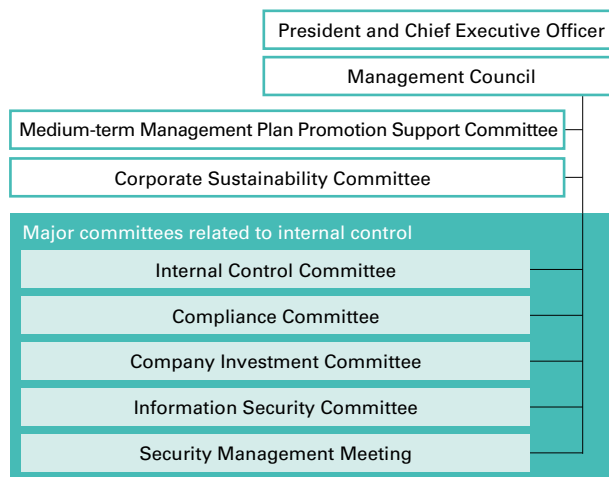 President and Chief Executive Officer
Management Council
Medium-term Management Plan Promotion Support Committee
Corporate Sustainability Committee
Major committees related to internal control
Internal Control Committee
Compliance Committee
Company Investment Committee
Information Security Committee
Security Management Meeting